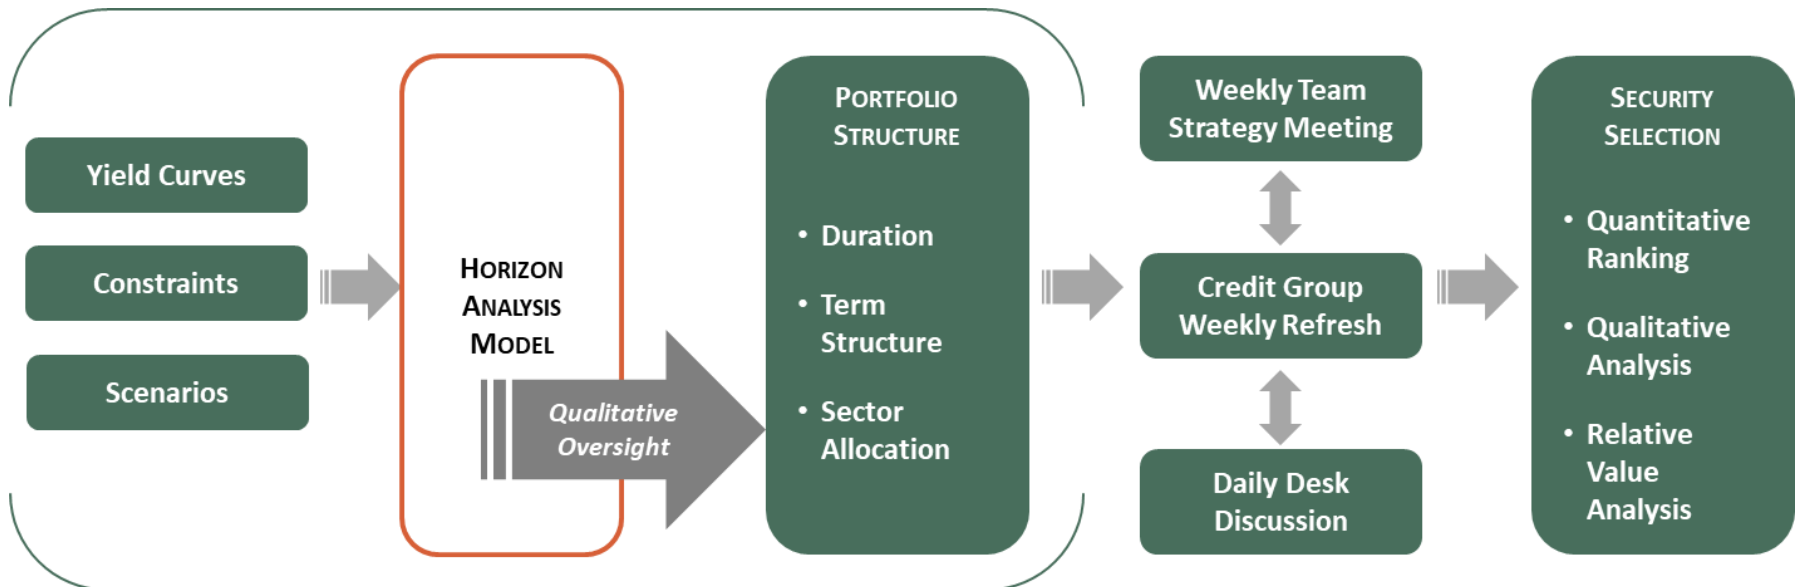 Yield Curves
Constraints
Scenarios
HORIZON
ANALYSIS
MODEL
Qualitative
Oversight
PORTFOLIO
STRUCTURE
• Duration
• Term
Structure
• Sector
Allocation
Weekly Team
Strategy Meeting
Credit Group
Weekly Refresh
Daily Desk
Discussion
SECURITY
SELECTION
• Quantitative
Ranking
• Qualitative
Analysis
• Relative
Value
Analysis